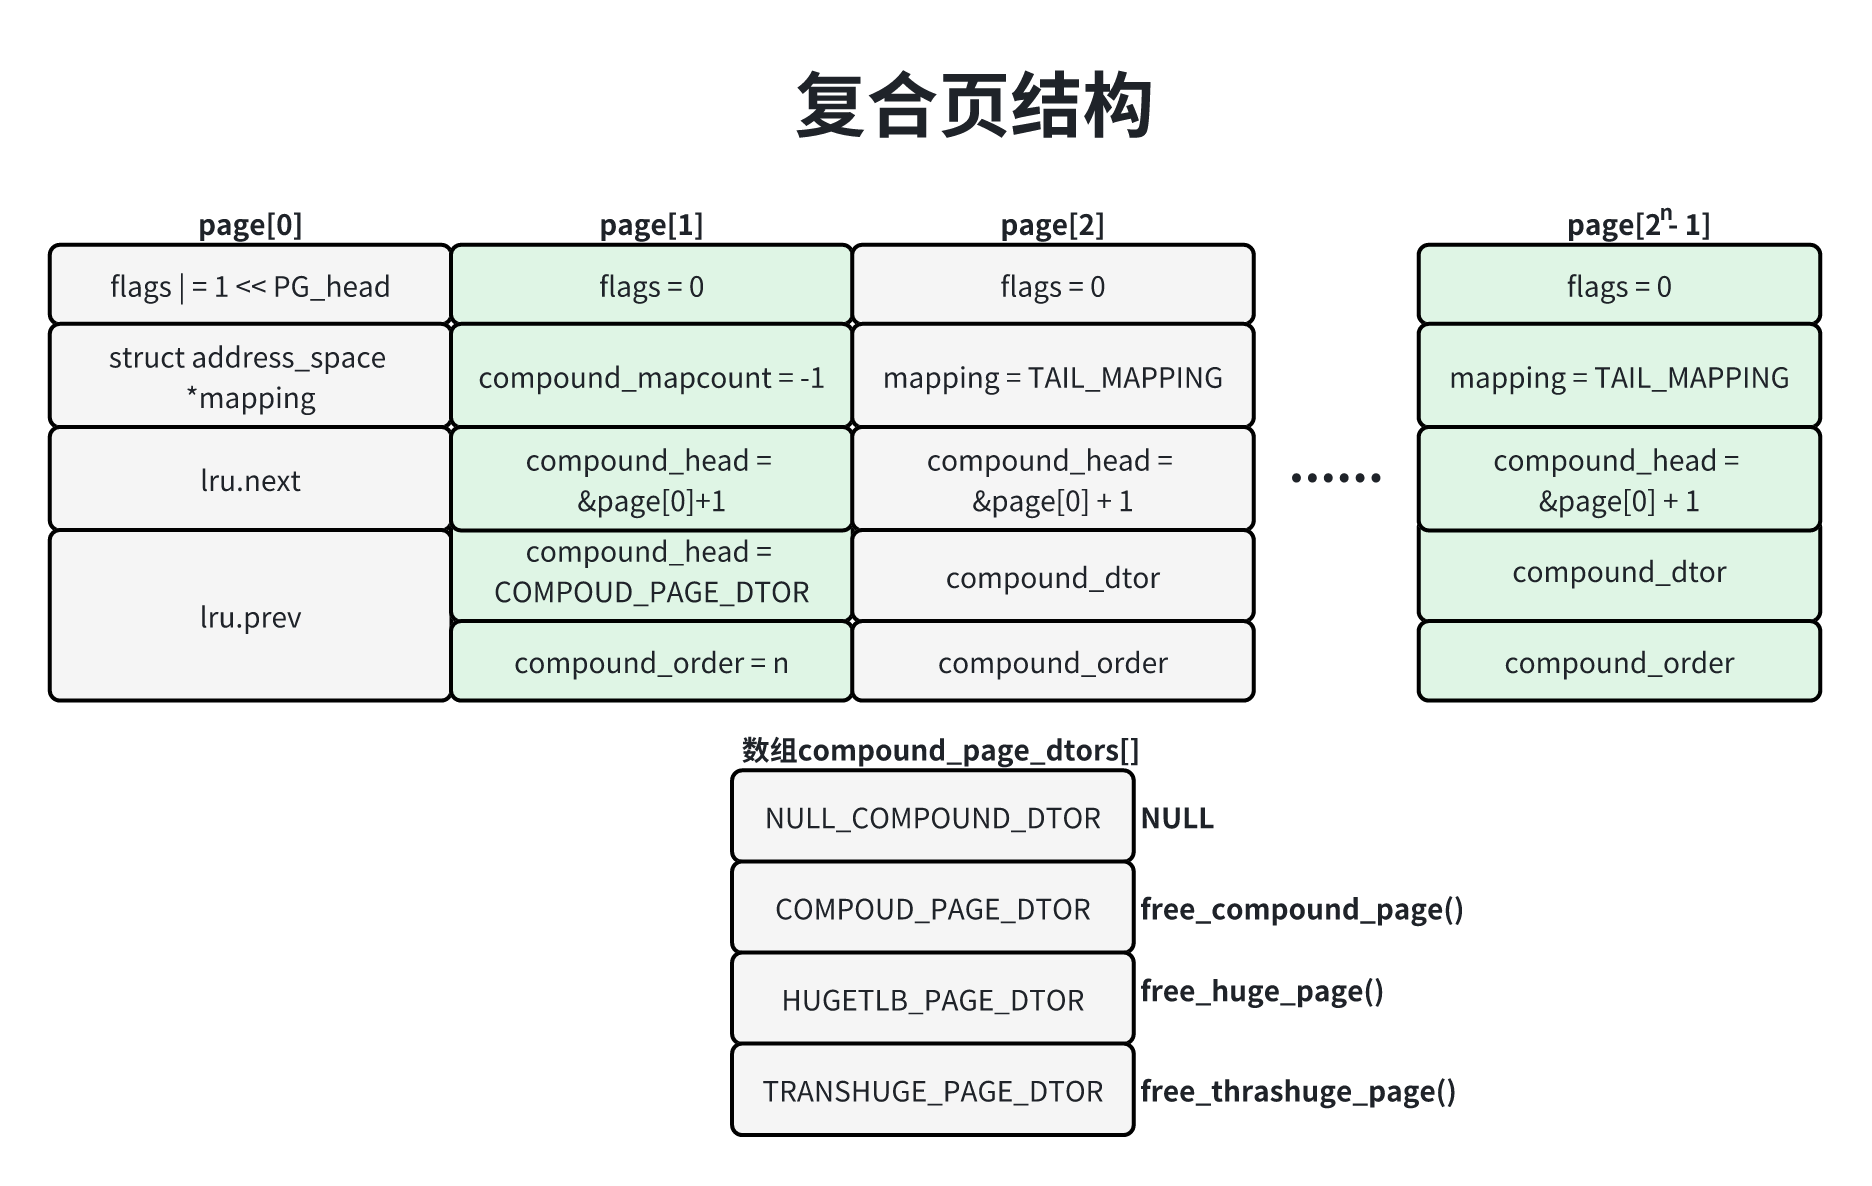 复合页结构
page[0]
flags | = 1 << PG_head
struct address_space
*mapping
lru.next
lru.prev
page[1]
flags = 0
compound_mapcount = -1
compound_head =
&page[0]+1
compound_head =
COMPOUD_PAGE_DTOR
compound_order = n
page[2]
flags = 0
mapping = TAIL_MAPPING
compound_head =
&page[0] + 1
compound_dtor
compound_order
······
page[2ⁿ- 1]
flags = 0
mapping = TAIL_MAPPING
compound_head =
&page[0] + 1
compound_dtor
compound_order
数组compound_page_dtors[]
NULL_COMPOUND_DTOR NULL
COMPOUD_PAGE_DTOR free_compound_page()
HUGETLB_PAGE_DTOR free_huge_page()
TRANSHUGE_PAGE_DTOR free_thrashuge_page()